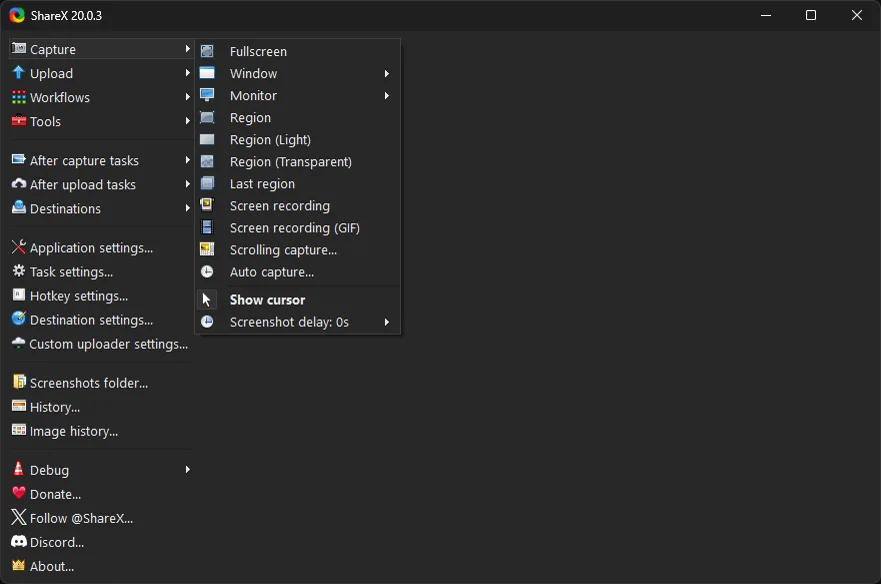 ShareX 20.0.3
Capture
Upload
Workflows
Tools
After capture tasks
After upload tasks
Destinations
Application settings...
Task settings...
Hotkey settings...
Destination settings...
Custom uploader settings...
Screenshots folder...
History...
Image history...
Debug
Donate...
Follow @ShareX...
Discord...
About...
Fullscreen
Window
Monitor
Region
Region (Light)
Region (Transparent)
Last region
Screen recording
Screen recording (GIF)
Scrolling capture...
Auto capture...
Show cursor
Screenshot delay: 0s